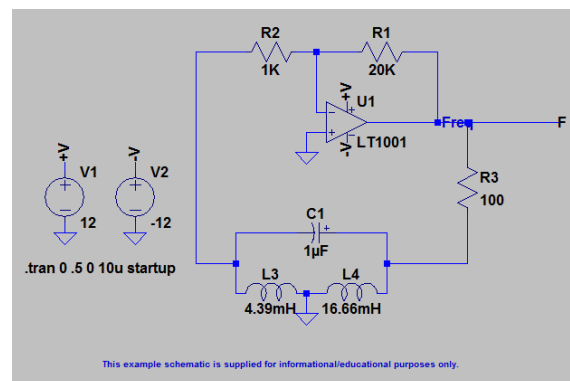 R2
1K
R1
20K
+V
U1
-V
LT1001
Freq
F
R3
100
+V
V1
12
-V
V2
-12
C1
1µF
.tran 0 .5 0 10u startup
L3
4.39mH
L4
16.66mH
This example schematic is supplied for informational/educational purposes only.